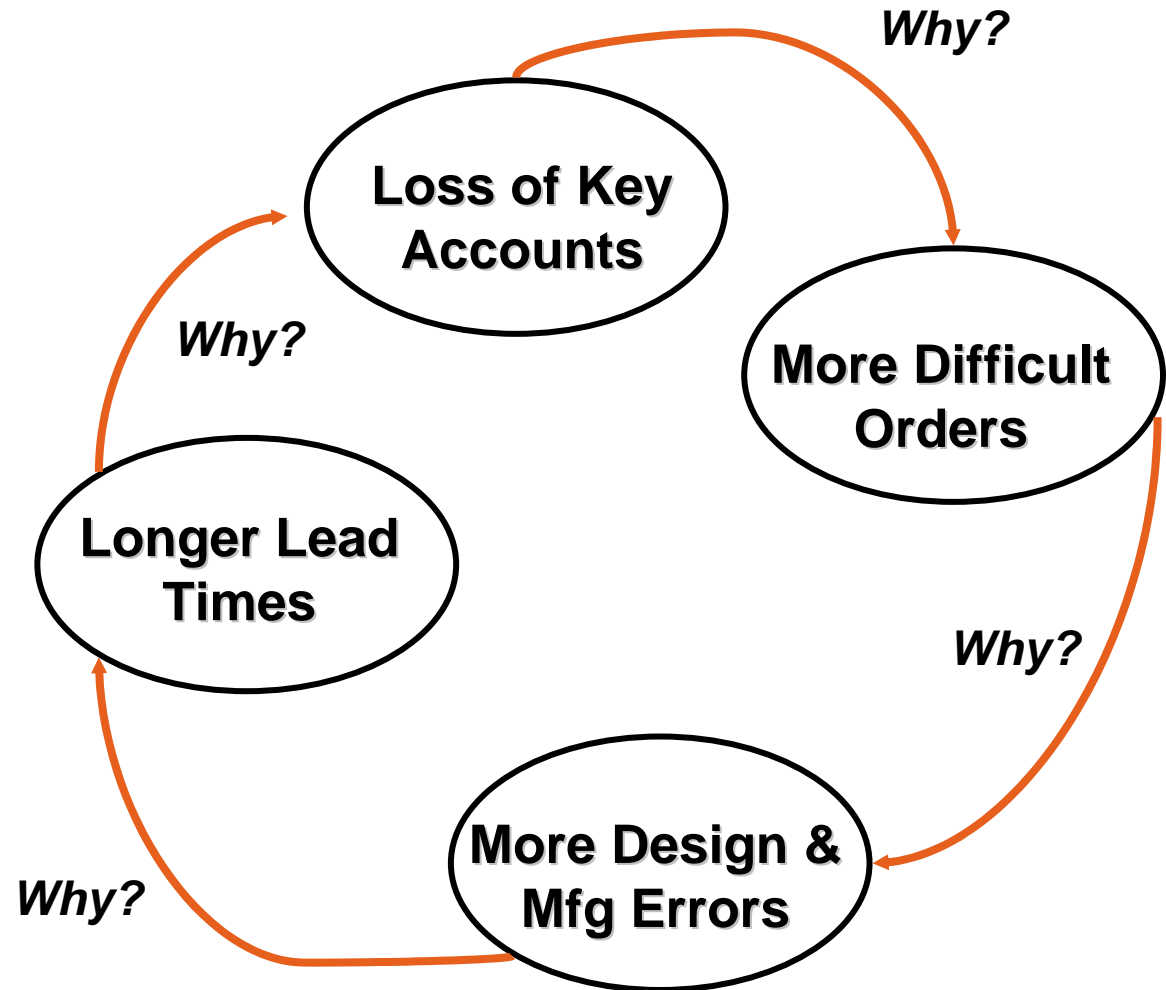 Why?
Loss of Key
Accounts
Why?
More Difficult
Orders
Longer Lead
Times
Why?
More Design &
Mfg Errors
Why?